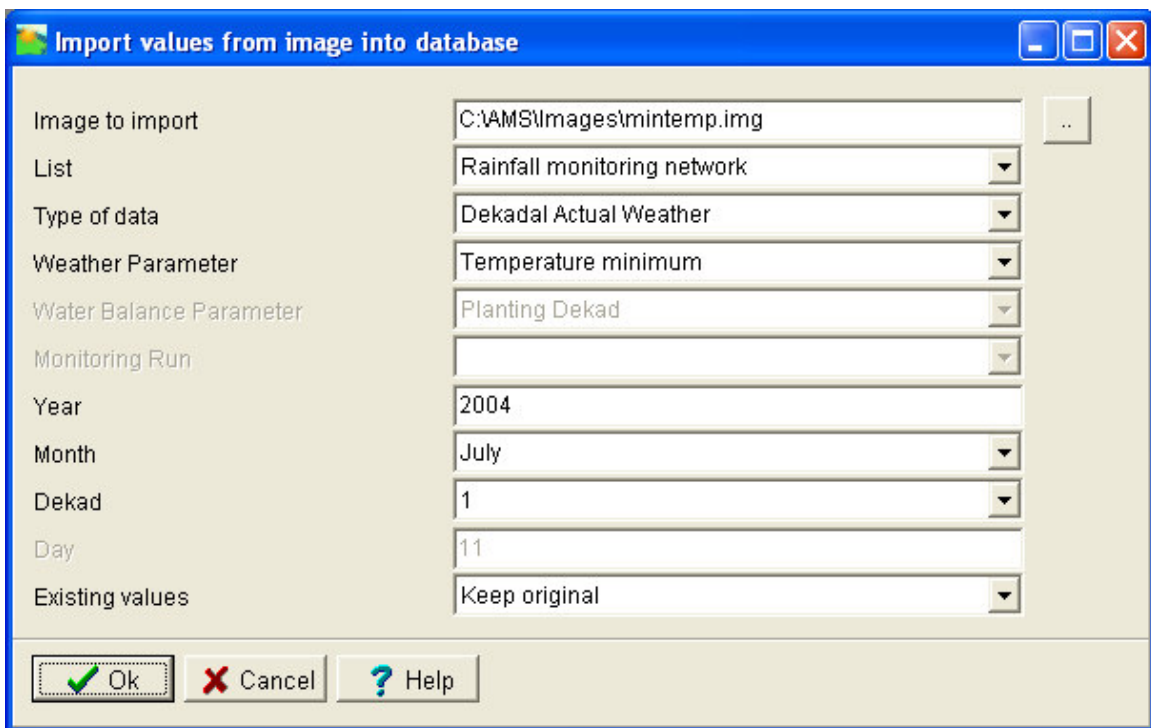 Import values from image into database
Image to import C:\AMS\Images\mintemp.img ..
List Rainfall monitoring network
Type of data Dekadal Actual Weather
Weather Parameter Temperature minimum
Water Balance Parameter Planting Dekad
Monitoring Run
Year 2004
Month July
Dekad 1
Day 11
Existing values Keep original
Ok Cancel ? Help